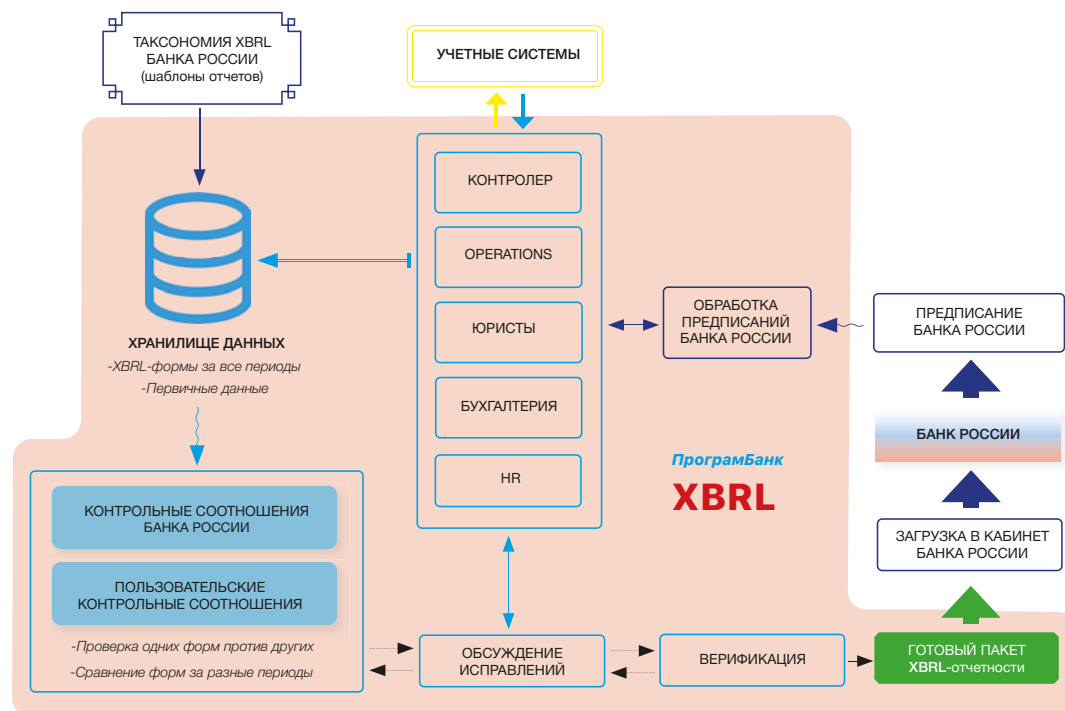 ТАКСОНОМИЯ XBRL
БАНКА РОССИИ
(шаблоны отчетов)
УЧЕТНЫЕ СИСТЕМЫ
КОНТРОЛЕР
OPERATIONS
ЮРИСТЫ
БУХГАЛТЕРИЯ
HR
ХРАНИЛИЩЕ ДАННЫХ
-XBRL-формы за все периоды
-Первичные данные
ОБРАБОТКА
ПРЕДПИСАНИЙ
БАНКА РОССИИ
ПРЕДПИСАНИЕ
БАНКА РОССИИ
БАНК РОССИИ
ПрограмБанк
XBRL
ЗАГРУЗКА В КАБИНЕТ
БАНКА РОССИИ
КОНТРОЛЬНЫЕ СООТНОШЕНИЯ
БАНКА РОССИИ
ПОЛЬЗОВАТЕЛЬСКИЕ
КОНТРОЛЬНЫЕ СООТНОШЕНИЯ
-Проверка одних форм против других
-Сравнение форм за разные периоды
ОБСУЖДЕНИЕ
ИСПРАВЛЕНИЙ
ВЕРИФИКАЦИЯ
ГОТОВЫЙ ПАКЕТ
XBRL-отчетности